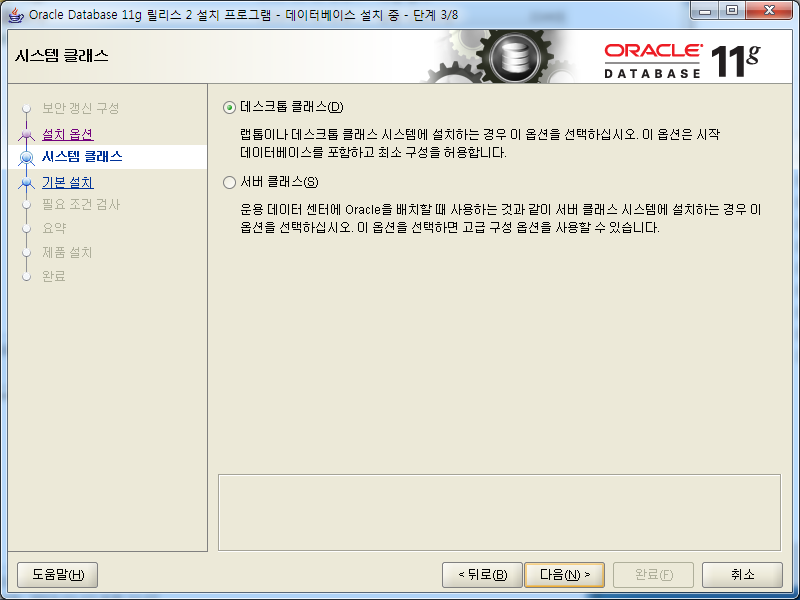 Oracle Database 11g 릴리스 2 설치 프로그램 - 데이터베이스 설치 중 - 단계 3/8
시스템 클래스
ORACLE
DATABASE
11g
보안 갱신 구성
설치 옵션
시스템 클래스
기본 설치
필요 조건 검사
요약
제품 설치
완료
데스크톱 클래스(D)
랩톱이나 데스크톱 클래스 시스템에 설치하는 경우 이 옵션을 선택하십시오. 이 옵션은 시작
데이터베이스를 포함하고 최소 구성을 허용합니다.
서버 클래스(S)
운용 데이터 센터에 Oracle을 배치할 때 사용하는 것과 같이 서버 클래스 시스템에 설치하는 경우 이
옵션을 선택하십시오. 이 옵션을 선택하면 고급 구성 옵션을 사용할 수 있습니다.
도움말(H)
< 뒤로(B)
다음(N) >
완료(F)
취소